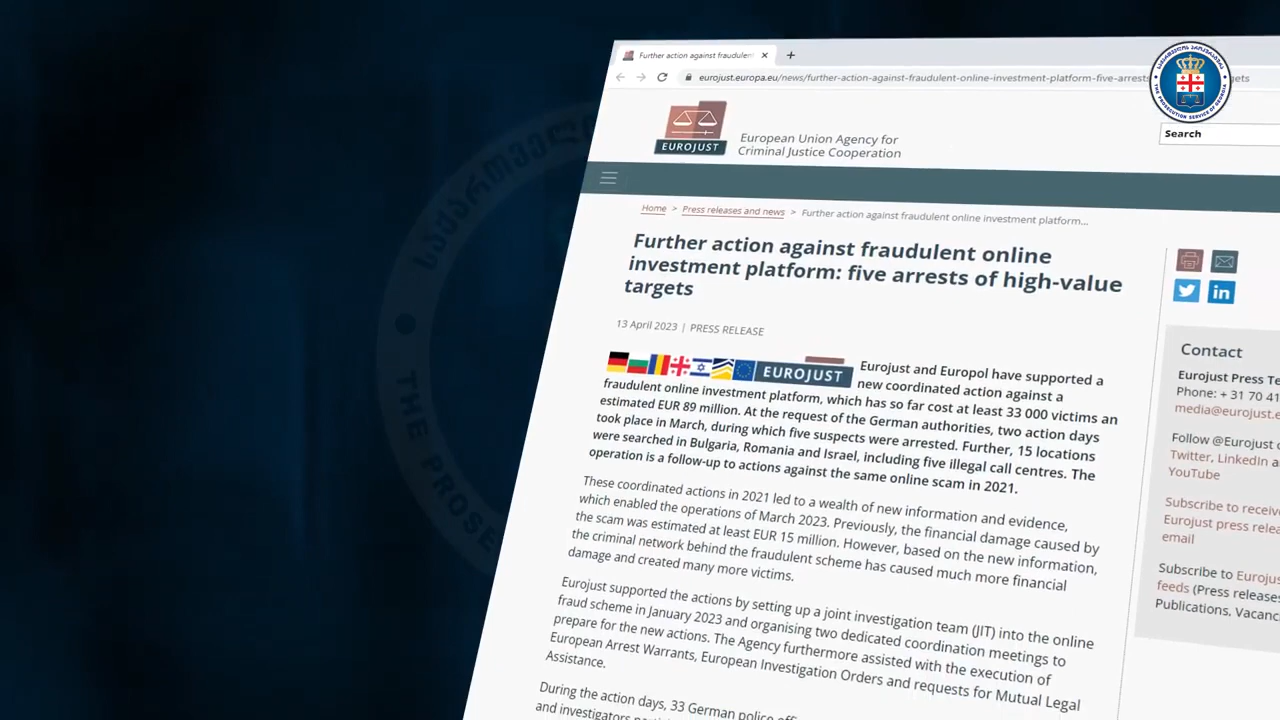 Further action against fraudulent
eurojust.europa.eu/news/further-action-against-fraudulent-online-investment-platform-five-arrests
THE PROSECUTION SERVICE OF GEORGIA
Search
EUROJUST
European Union Agency for
Criminal Justice Cooperation
Home > Press releases and news > Further action against fraudulent online investment platform...
Further action against fraudulent online
investment platform: five arrests of high-value
targets
13 April 2023 | PRESS RELEASE
EUROJUST
Eurojust and Europol have supported a
new coordinated action against a
fraudulent online investment platform, which has so far cost at least 33 000 victims an
estimated EUR 89 million. At the request of the German authorities, two action days
took place in March, during which five suspects were arrested. Further, 15 locations
were searched in Bulgaria, Romania and Israel, including five illegal call centres. The
operation is a follow-up to actions against the same online scam in 2021.
These coordinated actions in 2021 led to a wealth of new information and evidence,
which enabled the operations of March 2023. Previously, the financial damage caused by
the scam was estimated at least EUR 15 million. However, based on the new information,
the criminal network behind the fraudulent scheme has caused much more financial
damage and created many more victims.
Eurojust supported the actions by setting up a joint investigation team (JIT) into the online
fraud scheme in January 2023 and organising two dedicated coordination meetings to
prepare for the new actions. The Agency furthermore assisted with the execution of
European Arrest Warrants, European Investigation Orders and requests for Mutual Legal
Assistance.
During the action days, 33 German police
and investigators
Contact
Eurojust Press
Phone: + 31 70 41
media@eurojust.e
Follow @Eurojust
Twitter, LinkedIn
YouTube
Subscribe to receive
Eurojust press
email
Subscribe to
feeds (Press releases
Publications,
THE